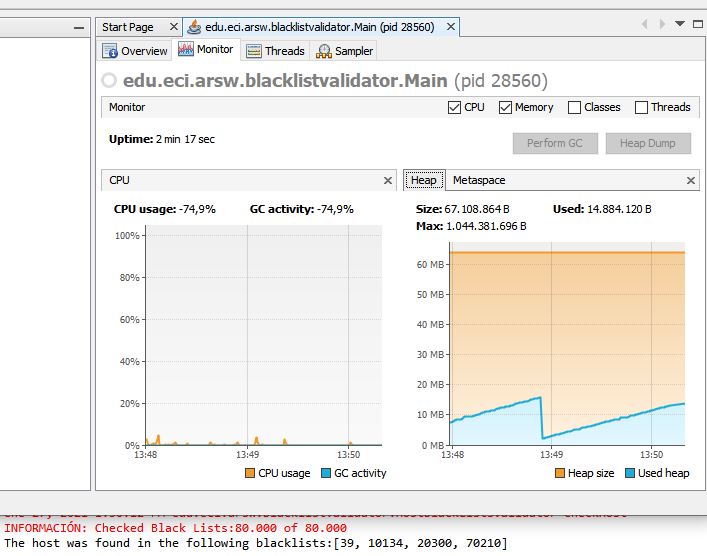 Start Page edu.eci.arsw.blacklistvalidator.Main (pid 28560)
Overview Monitor Threads Sampler
edu.eci.arsw.blacklistvalidator.Main (pid 28560)
Monitor CPU Memory Classes Threads
Uptime: 2 min 17 sec
Perform GC Heap Dump
CPU
CPU usage: -74,9% GC activity: -74,9%
100%
80%
60%
40%
20%
0%
13:48 13:49 13:50
CPU usage GC activity
Heap Metaspace
Size: 67.108.864 B Used: 14.884.120 B
Max: 1.044.381.696 B
60 MB
50 MB
40 MB
30 MB
20 MB
10 MB
0 MB
13:48 13:49 13:50
Heap size Used heap
INFORMACIÓN: Checked Black Lists:80.000 of 80.000
The host was found in the following blacklists:[39, 10134, 20300, 70210]